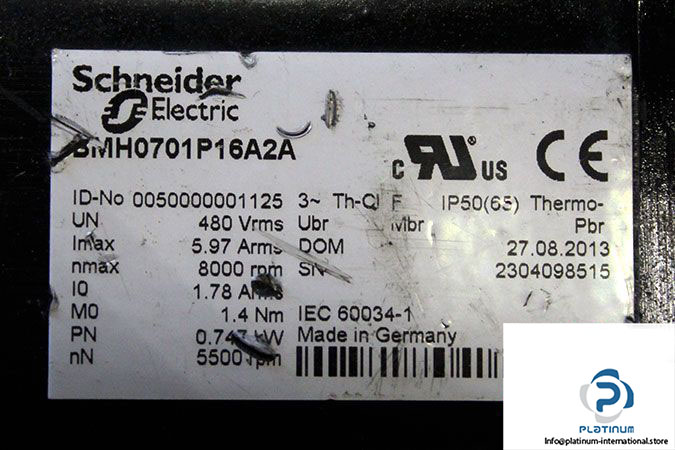 Schneider
Electric
BMH0701P16A2A
c RU US CE
ID-No 0050000001125 3~ Th-Cl F IP50(65) Thermo-
UN 480 Vrms Ubr Mbr Pbr
Imax 5.97 Arms DOM 27.08.2013
nmax 8000 rpm SN 2304098515
I0 1.78 Arms
M0 1.4 Nm IEC 60034-1
PN 0.747 kW Made in Germany
nN 5500 rpm
PLATINUM
Info@platinum-international.store